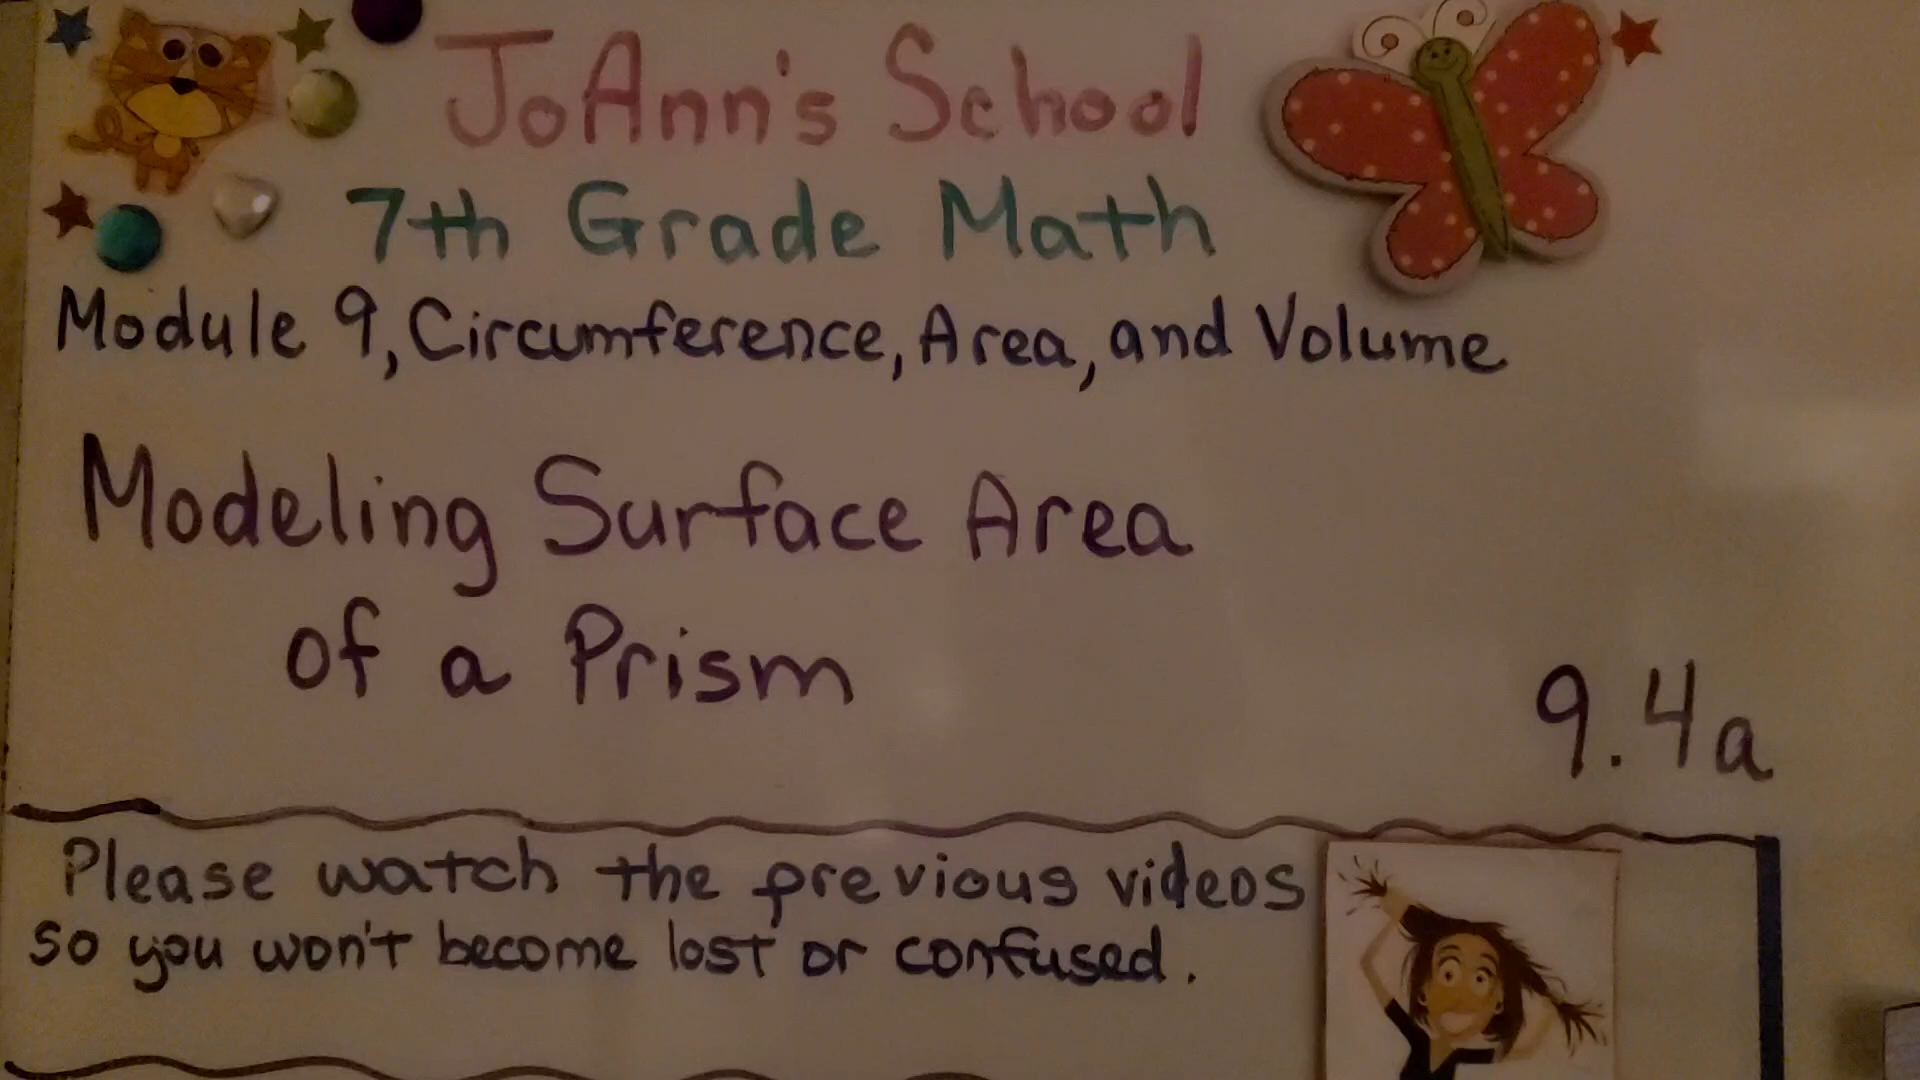 JoAnn's School
7th Grade Math
Module 9, Circumference, Area, and Volume
Modeling Surface Area
of a Prism
9.4a
Please watch the previous videos
so you won't become lost or confused.